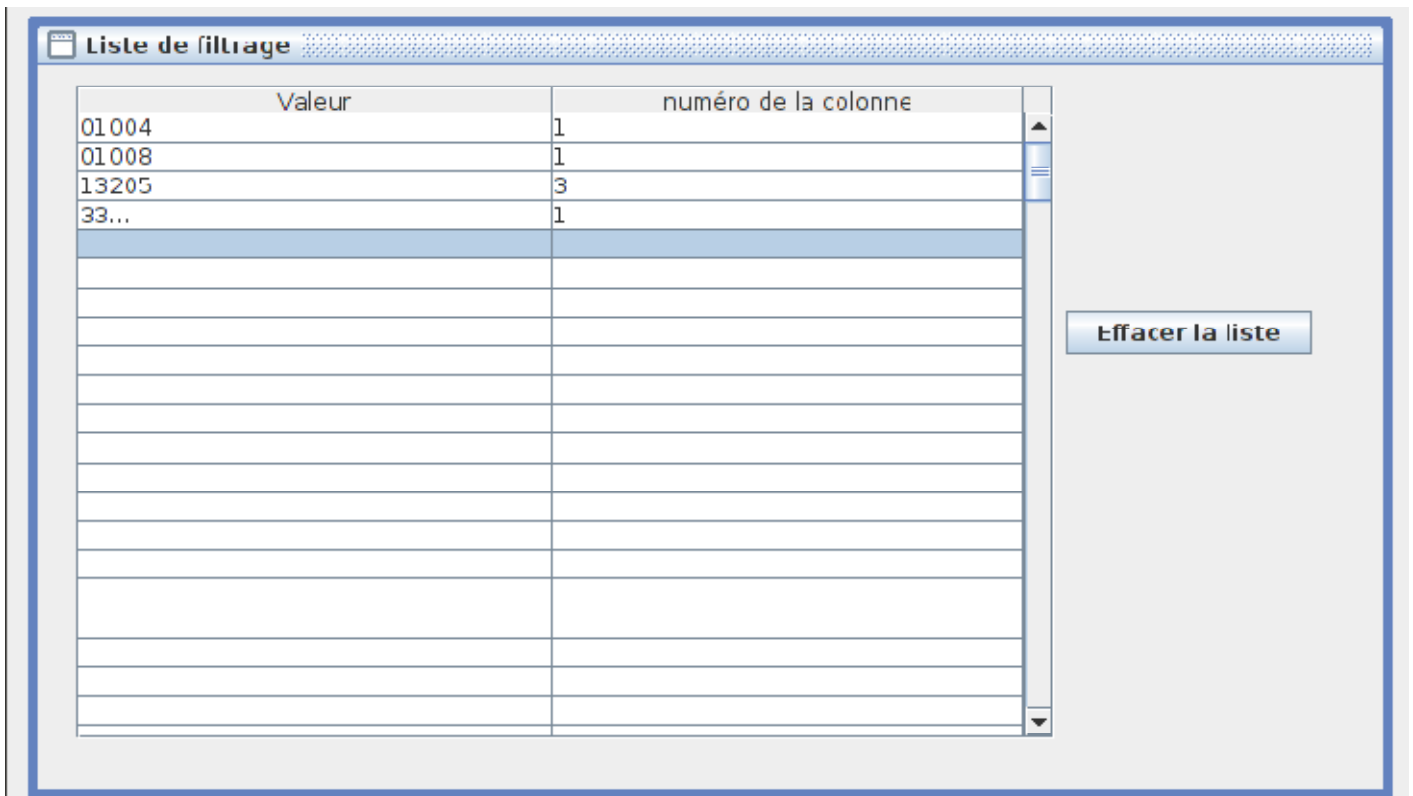 Liste de filtrage
Valeur numéro de la colonne
01004 1
01008 1
13205 3
33... 1
Effacer la liste